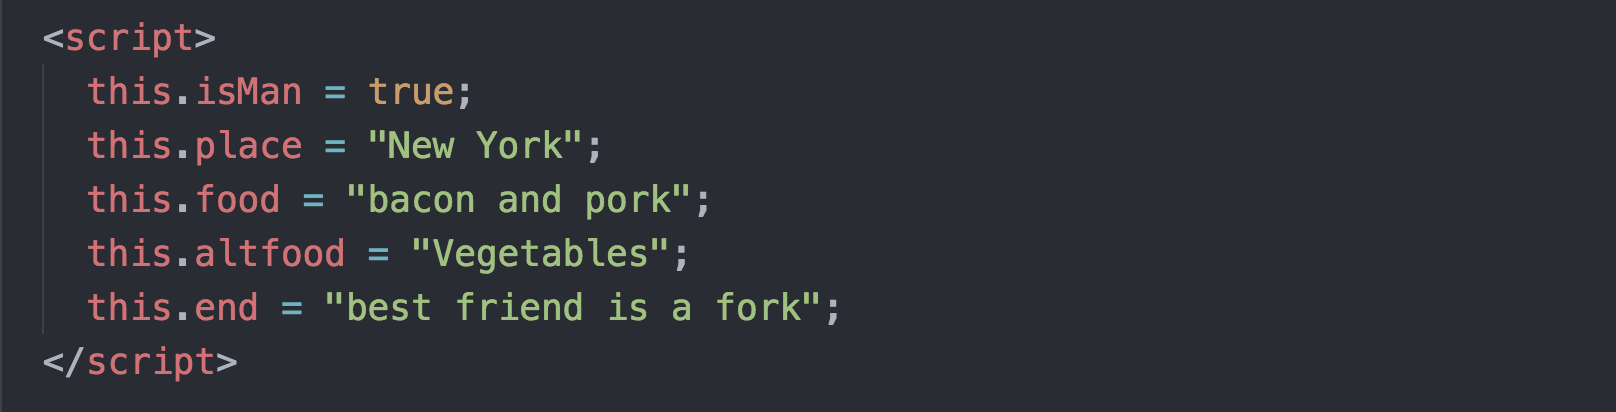 <script>
this.isMan = true;
this.place = "New York";
this.food = "bacon and pork";
this.altfood = "Vegetables";
this.end = "best friend is a fork";
</script>